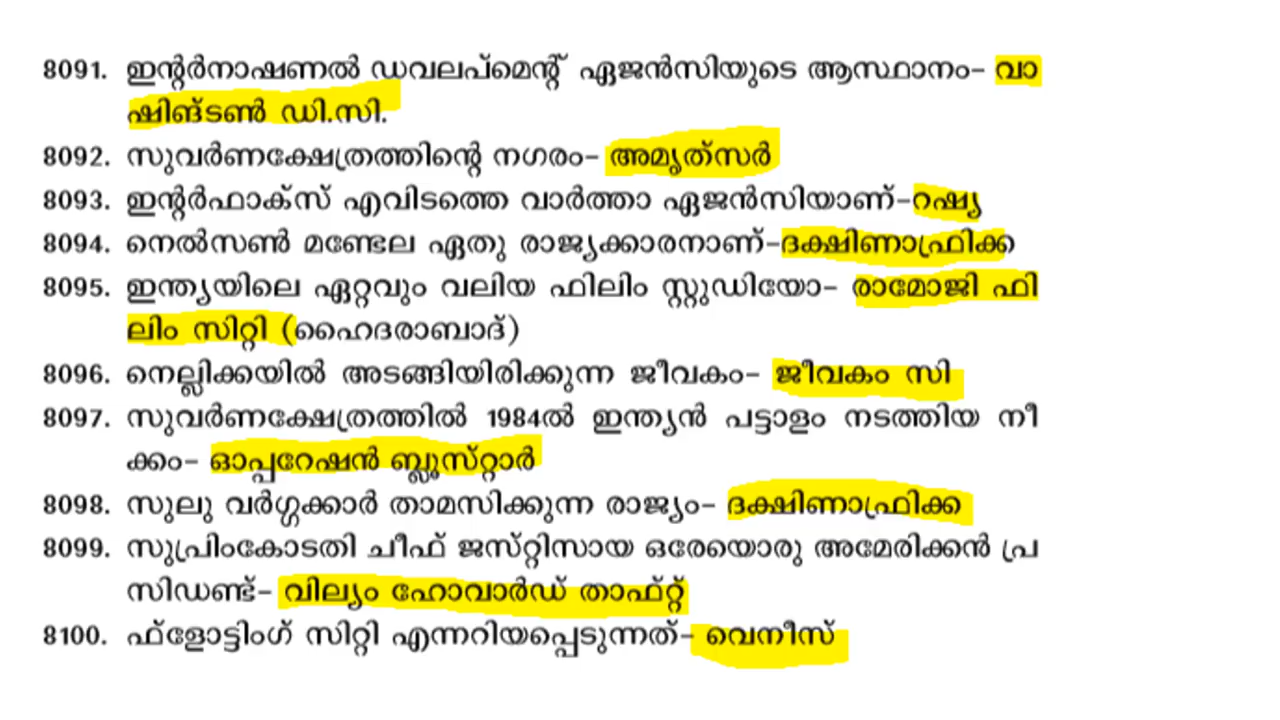 8091. ഇന്റർനാഷണൽ ഡവലപ്മെന്റ് ഏജൻസിയുടെ ആസ്ഥാനം- വാ
ഷിങ്ടൺ ഡി.സി.
8092. സുവർണക്ഷേത്രത്തിന്റെ നഗരം- അമൃത്സർ
8093. ഇന്റർഫാക്സ് എവിടത്തെ വാർത്താ ഏജൻസിയാണ്-റഷ്യ
8094. നെൽസൺ മണ്ടേല ഏതു രാജ്യക്കാരനാണ്-ദക്ഷിണാഫ്രിക്ക
8095. ഇന്ത്യയിലെ ഏറ്റവും വലിയ ഫിലിം സ്റ്റുഡിയോ- രാമോജി ഫി
ലിം സിറ്റി (ഹൈദരാബാദ്)
8096. നെല്ലിക്കയിൽ അടങ്ങിയിരിക്കുന്ന ജീവകം- ജീവകം സി
8097. സുവർണക്ഷേത്രത്തിൽ 1984ൽ ഇന്ത്യൻ പട്ടാളം നടത്തിയ നീ
ക്കം- ഓപ്പറേഷൻ ബ്ലൂസ്റ്റാർ
8098. സുലു വർഗ്ഗക്കാർ താമസിക്കുന്ന രാജ്യം- ദക്ഷിണാഫ്രിക്ക
8099. സുപ്രിംകോടതി ചീഫ് ജസ്റ്റിസായ ഒരേയൊരു അമേരിക്കൻ പ്ര
സിഡണ്ട്- വില്യം ഹോവാർഡ് താഫ്റ്റ്
8100. ഫ്ളോട്ടിംഗ് സിറ്റി എന്നറിയപ്പെടുന്നത്- വെനീസ്